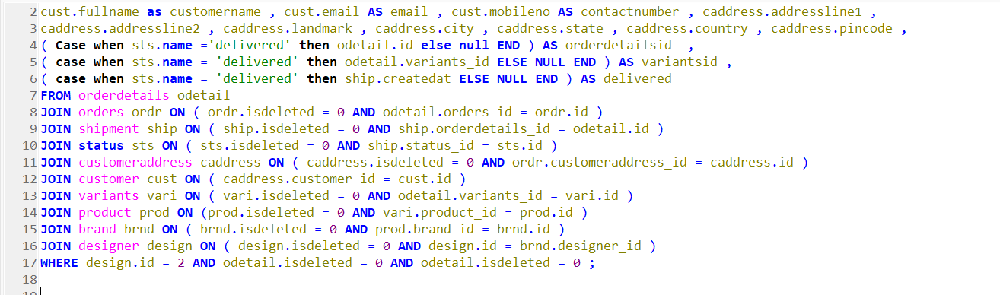 2 cust.fullname as customername , cust.email AS email , cust.mobileno AS contactnumber , caddress.addressline1 ,
3 caddress.addressline2 , caddress.landmark , caddress.city , caddress.state , caddress.country , caddress.pincode ,
4 ( Case when sts.name ='delivered' then odetail.id else null END ) AS orderdetailsid  ,
5 ( case when sts.name = 'delivered' then odetail.variants_id ELSE NULL END ) AS variantsid ,
6 ( case when sts.name = 'delivered' then ship.createdat ELSE NULL END ) AS delivered
7 FROM orderdetails odetail
8 JOIN orders ordr ON ( ordr.isdeleted = 0 AND odetail.orders_id = ordr.id )
9 JOIN shipment ship ON ( ship.isdeleted = 0 AND ship.orderdetails_id = odetail.id )
10 JOIN status sts ON ( sts.isdeleted = 0 AND ship.status_id = sts.id )
11 JOIN customeraddress caddress ON ( caddress.isdeleted = 0 AND ordr.customeraddress_id = caddress.id )
12 JOIN customer cust ON ( caddress.customer_id = cust.id )
13 JOIN variants vari ON ( vari.isdeleted = 0 AND odetail.variants_id = vari.id )
14 JOIN product prod ON (prod.isdeleted = 0 AND vari.product_id = prod.id )
15 JOIN brand brnd ON ( brnd.isdeleted = 0 AND prod.brand_id = brnd.id )
16 JOIN designer design ON ( design.isdeleted = 0 AND design.id = brnd.designer_id )
17 WHERE design.id = 2 AND odetail.isdeleted = 0 AND odetail.isdeleted = 0 ;
18